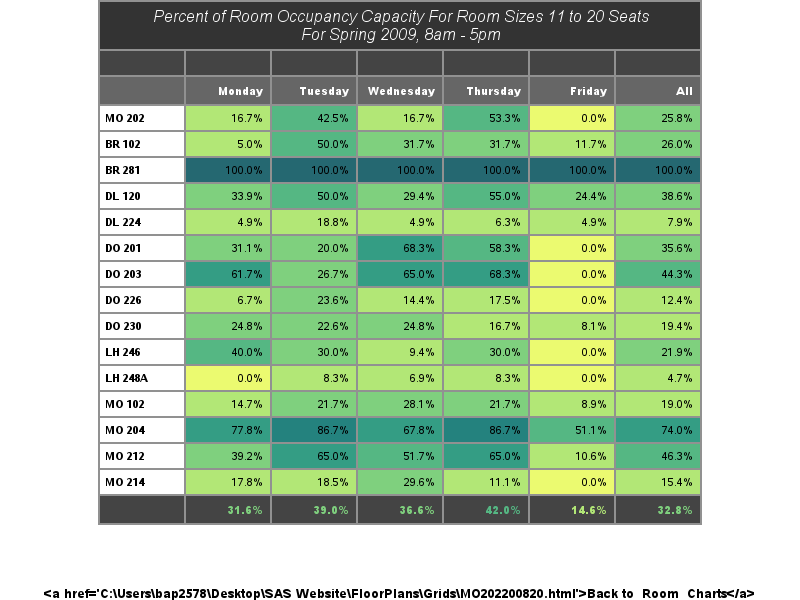 Percent of Room Occupancy Capacity For Room Sizes 11 to 20 Seats
For Spring 2009, 8am - 5pm
Monday Tuesday Wednesday Thursday Friday All
MO 202 16.7% 42.5% 16.7% 53.3% 0.0% 25.8%
BR 102 5.0% 50.0% 31.7% 31.7% 11.7% 26.0%
BR 281 100.0% 100.0% 100.0% 100.0% 100.0% 100.0%
DL 120 33.9% 50.0% 29.4% 55.0% 24.4% 38.6%
DL 224 4.9% 18.8% 4.9% 6.3% 4.9% 7.9%
DO 201 31.1% 20.0% 68.3% 58.3% 0.0% 35.6%
DO 203 61.7% 26.7% 65.0% 68.3% 0.0% 44.3%
DO 226 6.7% 23.6% 14.4% 17.5% 0.0% 12.4%
DO 230 24.8% 22.6% 24.8% 16.7% 8.1% 19.4%
LH 246 40.0% 30.0% 9.4% 30.0% 0.0% 21.9%
LH 248A 0.0% 8.3% 6.9% 8.3% 0.0% 4.7%
MO 102 14.7% 21.7% 28.1% 21.7% 8.9% 19.0%
MO 204 77.8% 86.7% 67.8% 86.7% 51.1% 74.0%
MO 212 39.2% 65.0% 51.7% 65.0% 10.6% 46.3%
MO 214 17.8% 18.5% 29.6% 11.1% 0.0% 15.4%
31.6% 39.0% 36.6% 42.0% 14.6% 32.8%
<a href='C:\Users\bap2578\Desktop\SAS Website\FloorPlans\Grids\MO202200820.html'>Back to Room Charts</a>